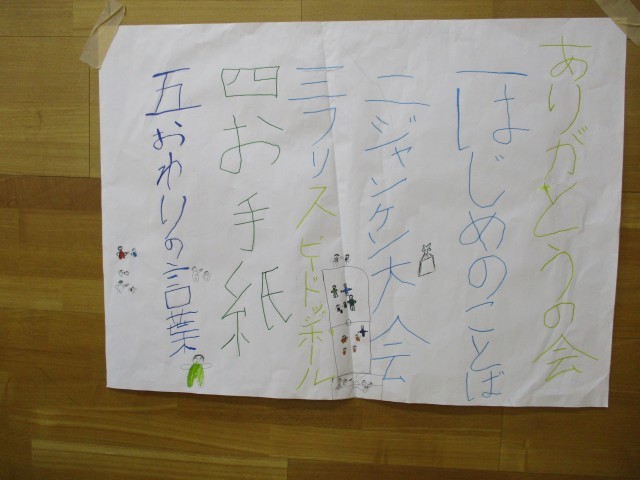 ありがとうの会
一はじめのことば
二ジャンケン大会
三フリスビードッジボール
四お手紙
五おわりの言葉